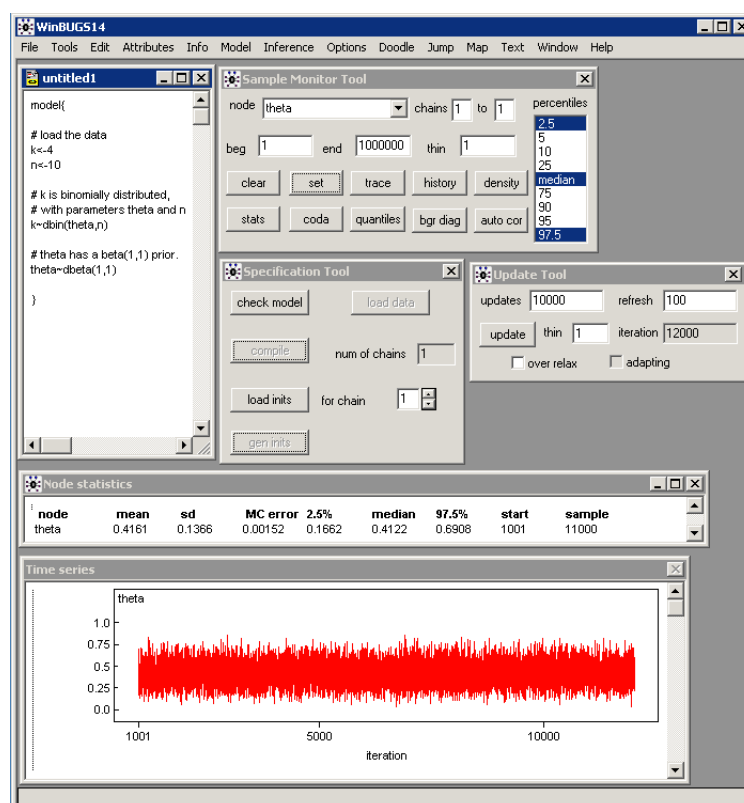 WinBUGS14
File Tools Edit Attributes Info Model Inference Options Doodle Jump Map Text Window Help
untitled1
model{
# load the data
k<-4
n<-10
# k is binomially distributed,
# with parameters theta and n
k~dbin(theta,n)
# theta has a beta(1,1) prior.
theta~dbeta(1,1)
}
Sample Monitor Tool
node theta chains 1 to 1 percentiles
beg 1 end 1000000 thin 1
clear set trace history density
stats coda quantiles bgr diag auto cor
2.5
5
10
25
median
75
90
95
97.5
Specification Tool
check model load data
compile num of chains 1
load inits for chain 1
gen inits
Update Tool
updates 10000 refresh 100
update thin 1 iteration 12000
over relax adapting
Node statistics
node mean sd MC error 2.5% median 97.5% start sample
theta 0.4161 0.1366 0.00152 0.1662 0.4122 0.6908 1001 11000
Time series
theta
1.0
0.75
0.5
0.25
0.0
1001 5000 10000
iteration